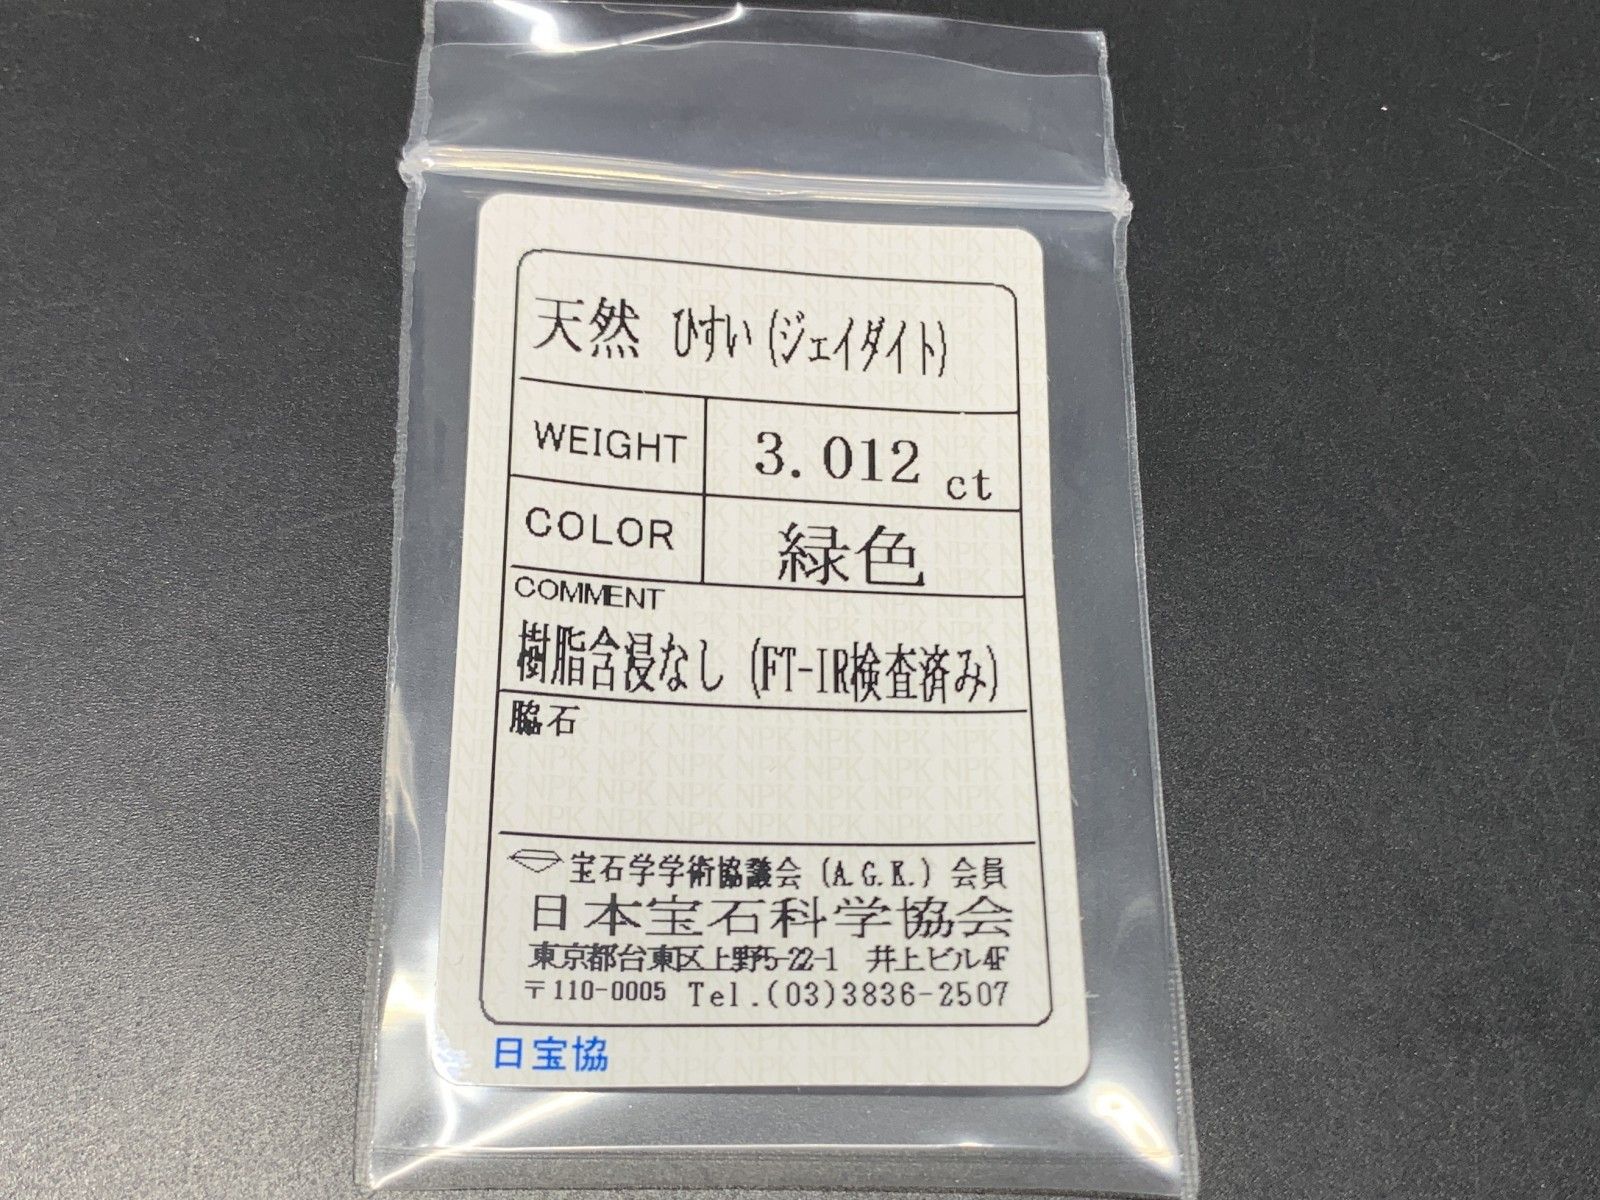 天然 ひすい(ジェイダイト)
WEIGHT 3.012 ct
COLOR 緑色
COMMENT
樹脂含浸なし (FT-IR検査済み)
脇石
宝石学学術協議会 (A.G.K.) 会員
日本宝石科学協会
東京都台東区上野5-22-1 井上ビル4F
〒110-0005 Tel.(03)3836-2507
日宝協